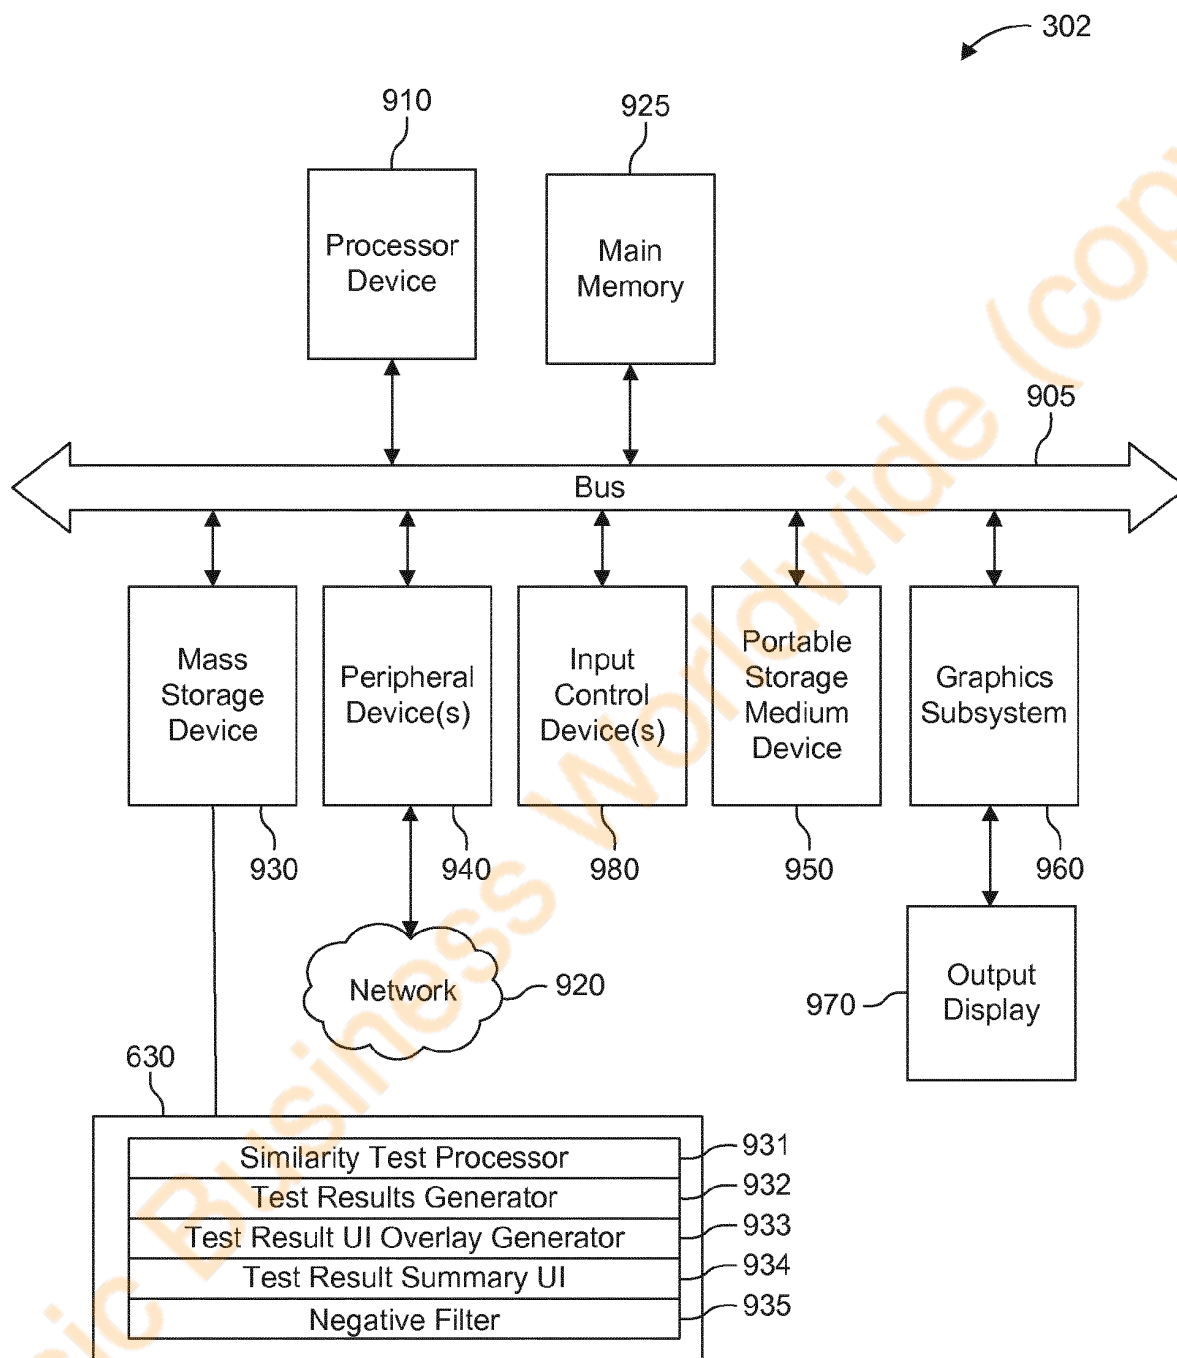 302
910
925
Processor
Device
Main
Memory
905
Bus
Mass
Storage
Device
Peripheral
Device(s)
Input
Control
Device(s)
Portable
Storage
Medium
Device
Graphics
Subsystem
930
940
980
950
960
Network
920
970
Output
Display
630
Similarity Test Processor
931
Test Results Generator
932
Test Result UI Overlay Generator
933
Test Result Summary UI
934
Negative Filter
935
Business Worldwide